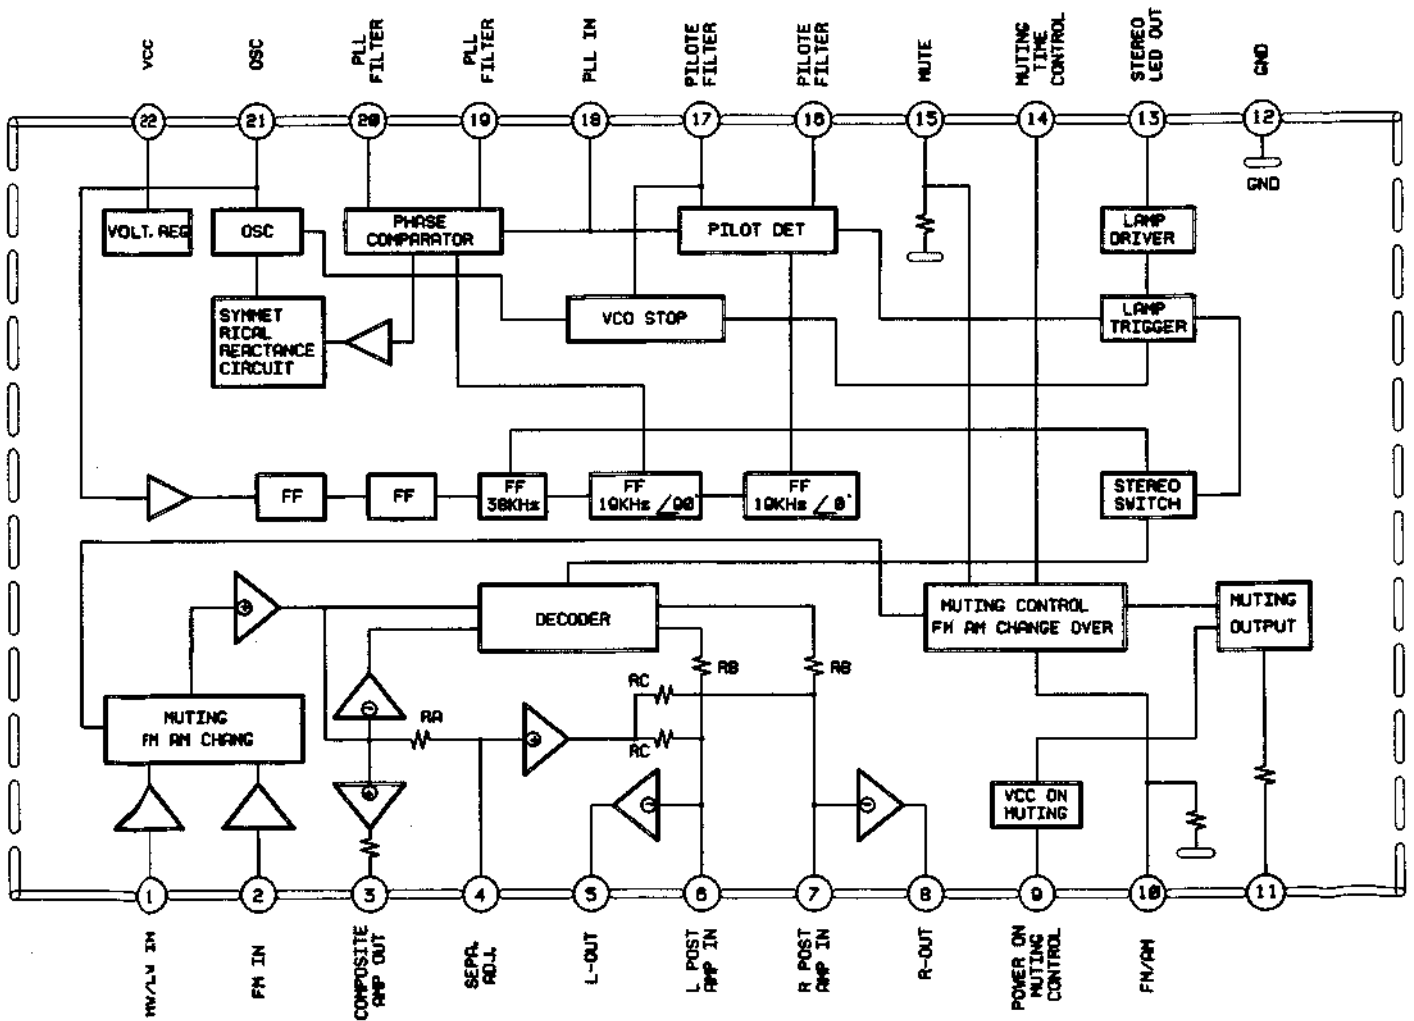 VCC
OSC
PLL
FILTER
PLL
FILTER
PLL IN
PILOTE
FILTER
PILOTE
FILTER
MUTE
MUTING
TIME
CONTROL
STEREO
LED OUT
GND
22
21
20
19
18
17
16
15
14
13
12
GND
VOLT. REG
OSC
PHASE
COMPARATOR
PILOT DET
LAMP
DRIVER
SYMMET
RICAL
REACTANCE
CIRCUIT
VCO STOP
LAMP
TRIGGER
FF
FF
FF
38KHz
FF
19KHz /90°
FF
19KHz /0°
STEREO
SWITCH
DECODER
MUTING CONTROL
FM AM CHANGE OVER
MUTING
OUTPUT
RB
RB
RC
MUTING
FM AM CHANG
RA
RC
VCC ON
MUTING
1
2
3
4
5
6
7
8
9
10
11
MW/LW IN
FM IN
COMPOSITE
AMP OUT
SEPA.
ADJ.
L-OUT
L POST
AMP IN
R POST
AMP IN
R-OUT
POWER ON
MUTING
CONTROL
FM/AM